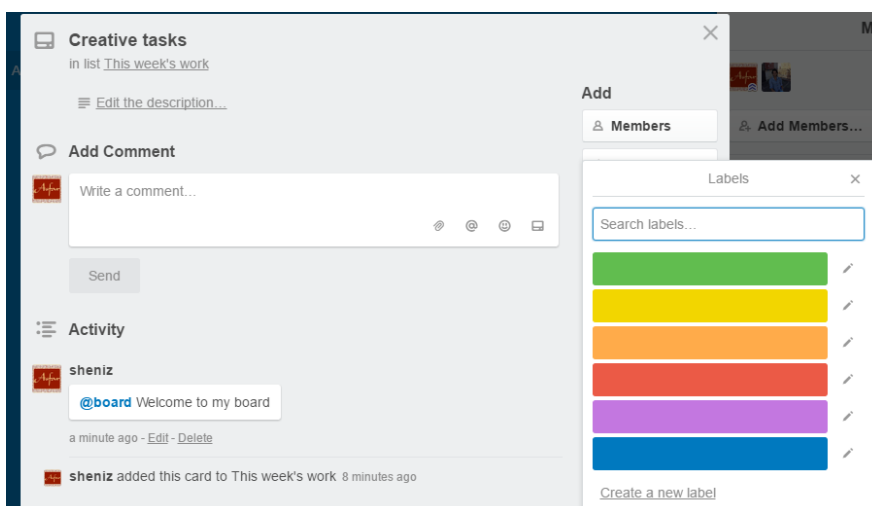 Creative tasks
in list This week's work
Edit the description...
Add Comment
Write a comment...
Send
Activity
sheniz
@board Welcome to my board
a minute ago - Edit - Delete
sheniz added this card to This week's work 8 minutes ago
Add
Members
Labels
Search labels...
Create a new label
M
Add Members...